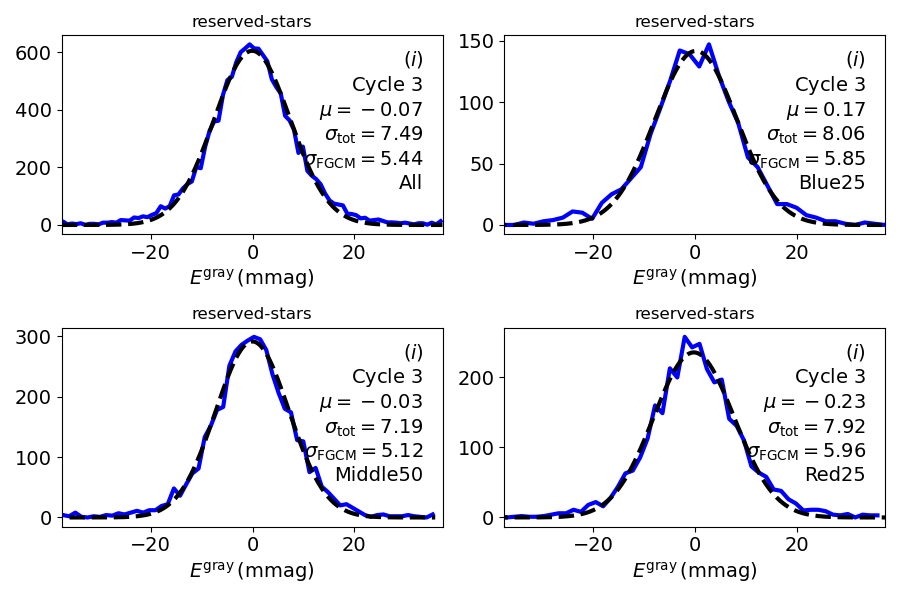 reserved-stars
600
400
200
0
(i)
Cycle 3
μ = −0.07
σtot = 7.49
σFGCM = 5.44
All
−20 0 20
Egray (mmag)
reserved-stars
150
100
50
0
(i)
Cycle 3
μ = 0.17
σtot = 8.06
σFGCM = 5.85
Blue25
−20 0 20
Egray (mmag)
reserved-stars
300
200
100
0
(i)
Cycle 3
μ = −0.03
σtot = 7.19
σFGCM = 5.12
Middle50
−20 0 20
Egray (mmag)
reserved-stars
200
100
0
(i)
Cycle 3
μ = −0.23
σtot = 7.92
σFGCM = 5.96
Red25
−20 0 20
Egray (mmag)